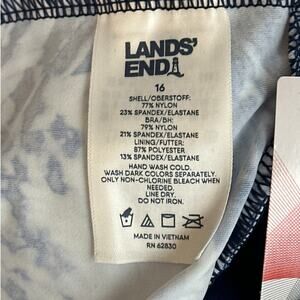 LANDS'
END
16
SHELL/OBERSTOFF:
77% NYLON
23% SPANDEX/ELASTANE
BRA/BH:
79% NYLON
21% SPANDEX/ELASTANE
LINING/FUTTER:
87% POLYESTER
13% SPANDEX/ELASTANE
HAND WASH COLD.
WASH DARK COLORS SEPARATELY.
ONLY NON-CHLORINE BLEACH WHEN
NEEDED.
LINE DRY.
DO NOT IRON.
MADE IN VIETNAM
RN 62830